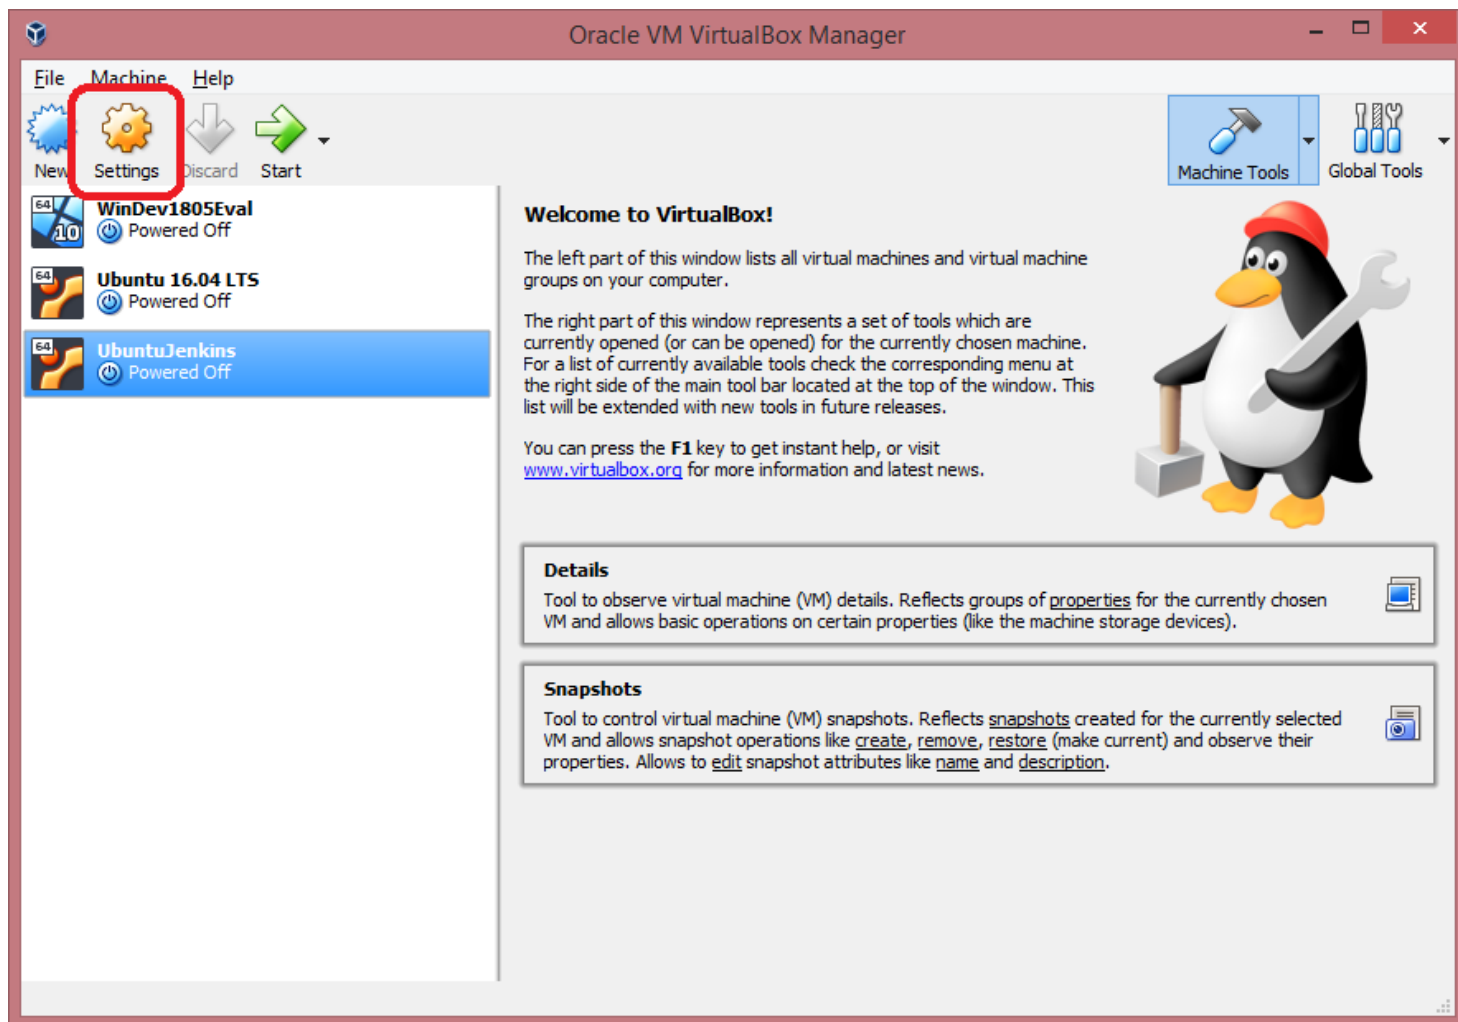 Oracle VM VirtualBox Manager
File Machine Help
New Settings Discard Start
Machine Tools Global Tools
64 WinDev1805Eval
10 Powered Off
64 Ubuntu 16.04 LTS
Powered Off
64 UbuntuJenkins
Powered Off
Welcome to VirtualBox!
The left part of this window lists all virtual machines and virtual machine
groups on your computer.
The right part of this window represents a set of tools which are
currently opened (or can be opened) for the currently chosen machine.
For a list of currently available tools check the corresponding menu at
the right side of the main tool bar located at the top of the window. This
list will be extended with new tools in future releases.
You can press the F1 key to get instant help, or visit
www.virtualbox.org for more information and latest news.
Details
Tool to observe virtual machine (VM) details. Reflects groups of properties for the currently chosen
VM and allows basic operations on certain properties (like the machine storage devices).
Snapshots
Tool to control virtual machine (VM) snapshots. Reflects snapshots created for the currently selected
VM and allows snapshot operations like create, remove, restore (make current) and observe their
properties. Allows to edit snapshot attributes like name and description.